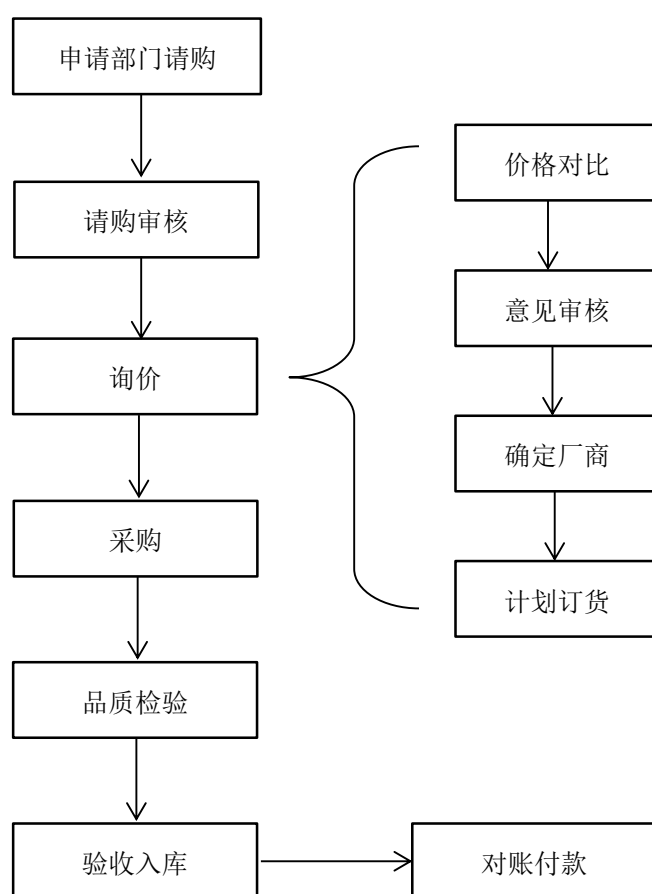 申请部门请购
请购审核
询价
采购
品质检验
验收入库
价格对比
意见审核
确定厂商
计划订货
对账付款